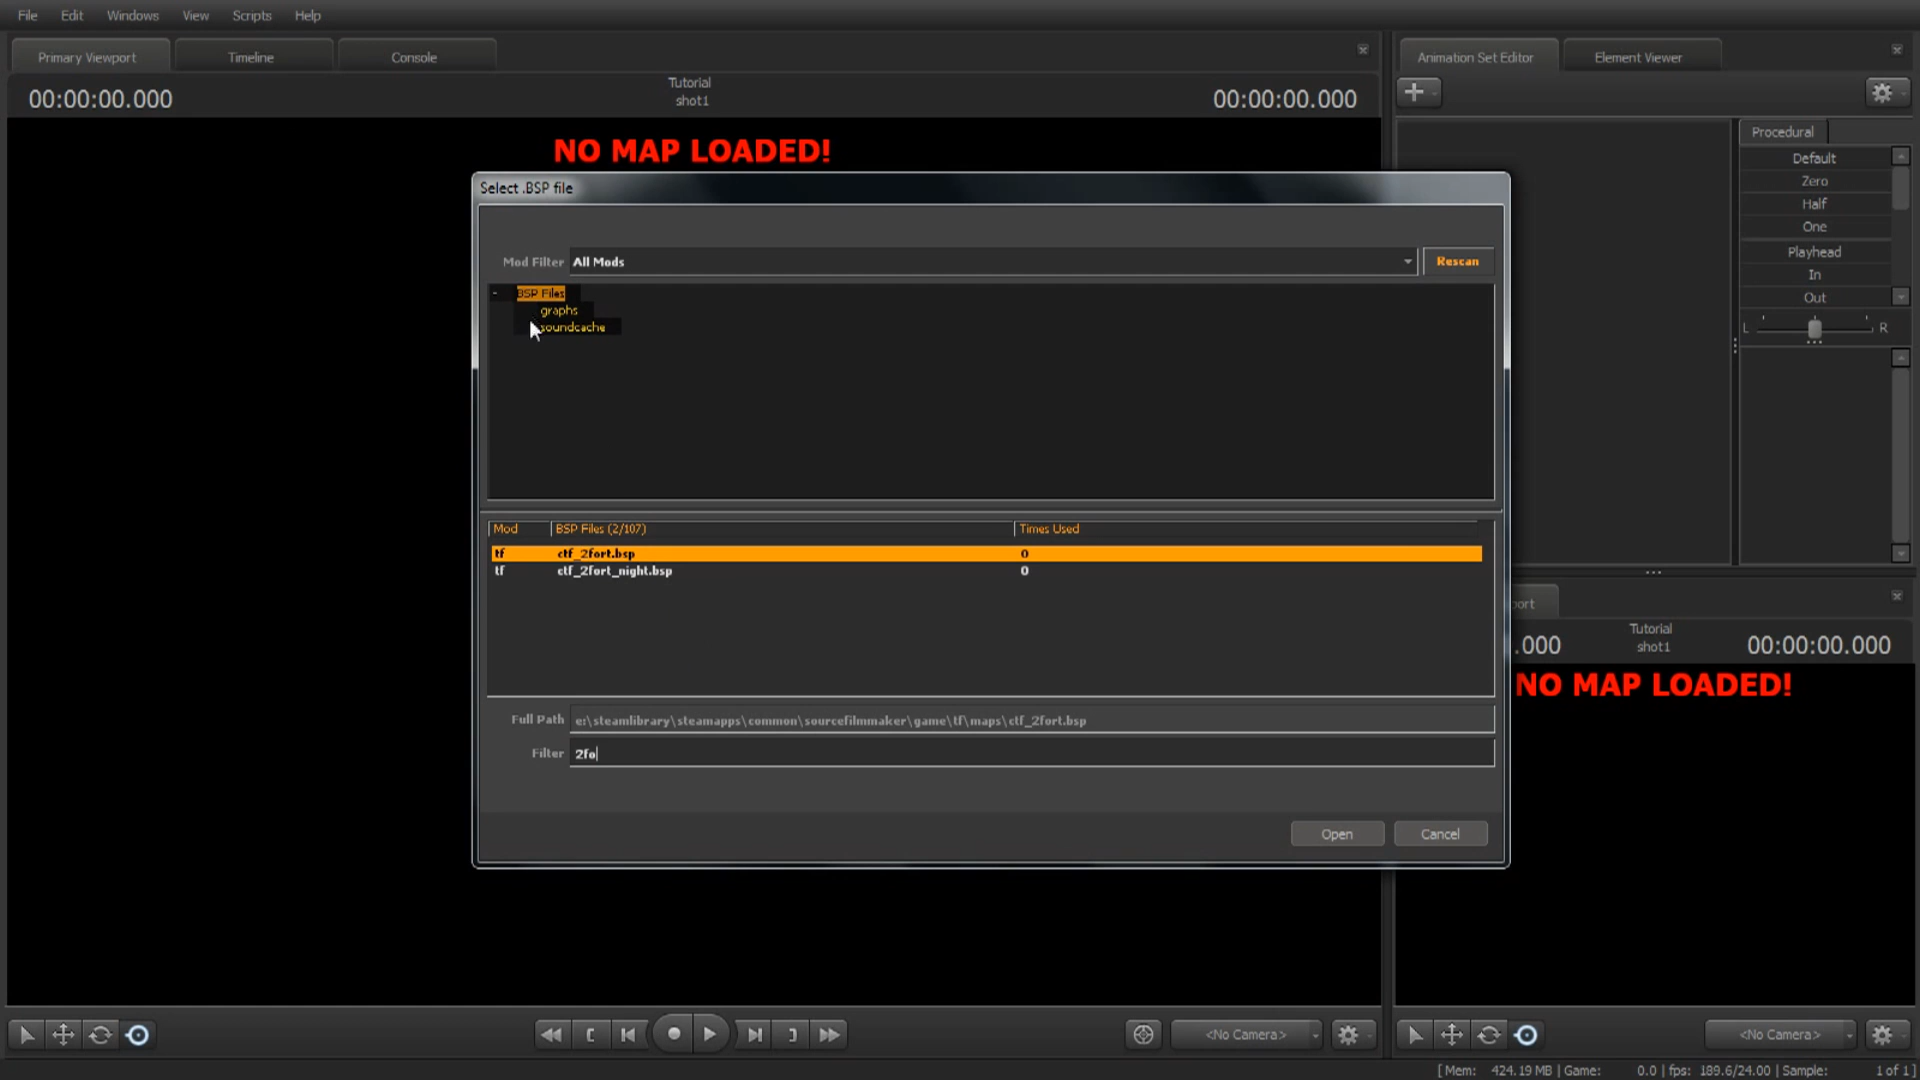 File Edit Windows View Scripts Help
Primary Viewport Timeline Console
Animation Set Editor Element Viewer
00:00:00.000
Tutorial
shot1
00:00:00.000
NO MAP LOADED!
Procedural
Default
Zero
Half
One
Playhead
In
Out
L R
Select .BSP file
Mod Filter All Mods Rescan
- BSP Files
graphs
soundcache
Mod BSP Files (2/107) Times Used
tf ctf_2fort.bsp 0
tf ctf_2fort_night.bsp 0
Full Path e:\steamlibrary\steamapps\common\sourcefilmmaker\game\tf\maps\ctf_2fort.bsp
Filter 2fo
Open Cancel
port
.000
Tutorial
shot1
00:00:00.000
NO MAP LOADED!
<No Camera>
<No Camera>
[ Mem: 424.19 MB | Game: 0.0 | fps: 189.6/24.00 | Sample: 1 of 1 ]